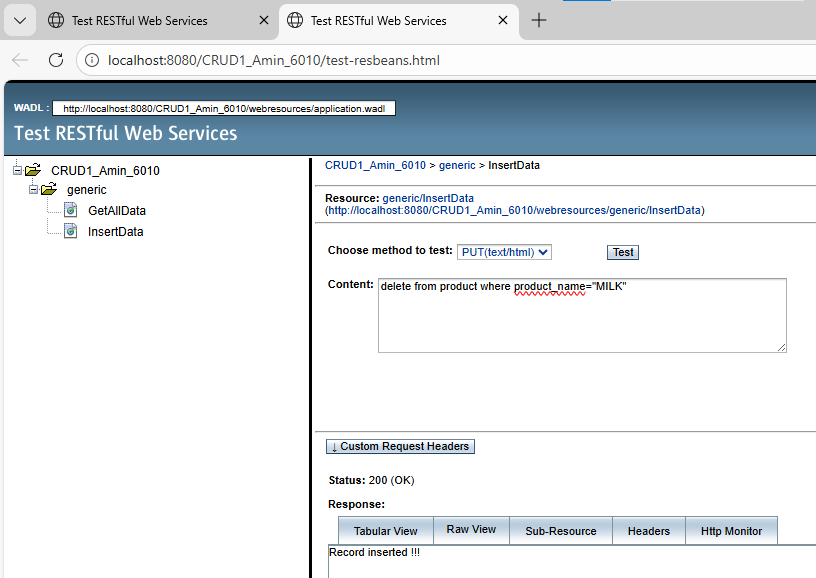 Test RESTful Web Services
Test RESTful Web Services
localhost:8080/CRUD1_Amin_6010/test-resbeans.html
WADL : http://localhost:8080/CRUD1_Amin_6010/webresources/application.wadl
Test RESTful Web Services
CRUD1_Amin_6010
generic
GetAllData
InsertData
CRUD1_Amin_6010 > generic > InsertData
Resource: generic/InsertData
(http://localhost:8080/CRUD1_Amin_6010/webresources/generic/InsertData)
Choose method to test: PUT(text/html) Test
Content: delete from product where product_name="MILK"
↓ Custom Request Headers
Status: 200 (OK)
Response:
Tabular View Raw View Sub-Resource Headers Http Monitor
Record inserted !!!